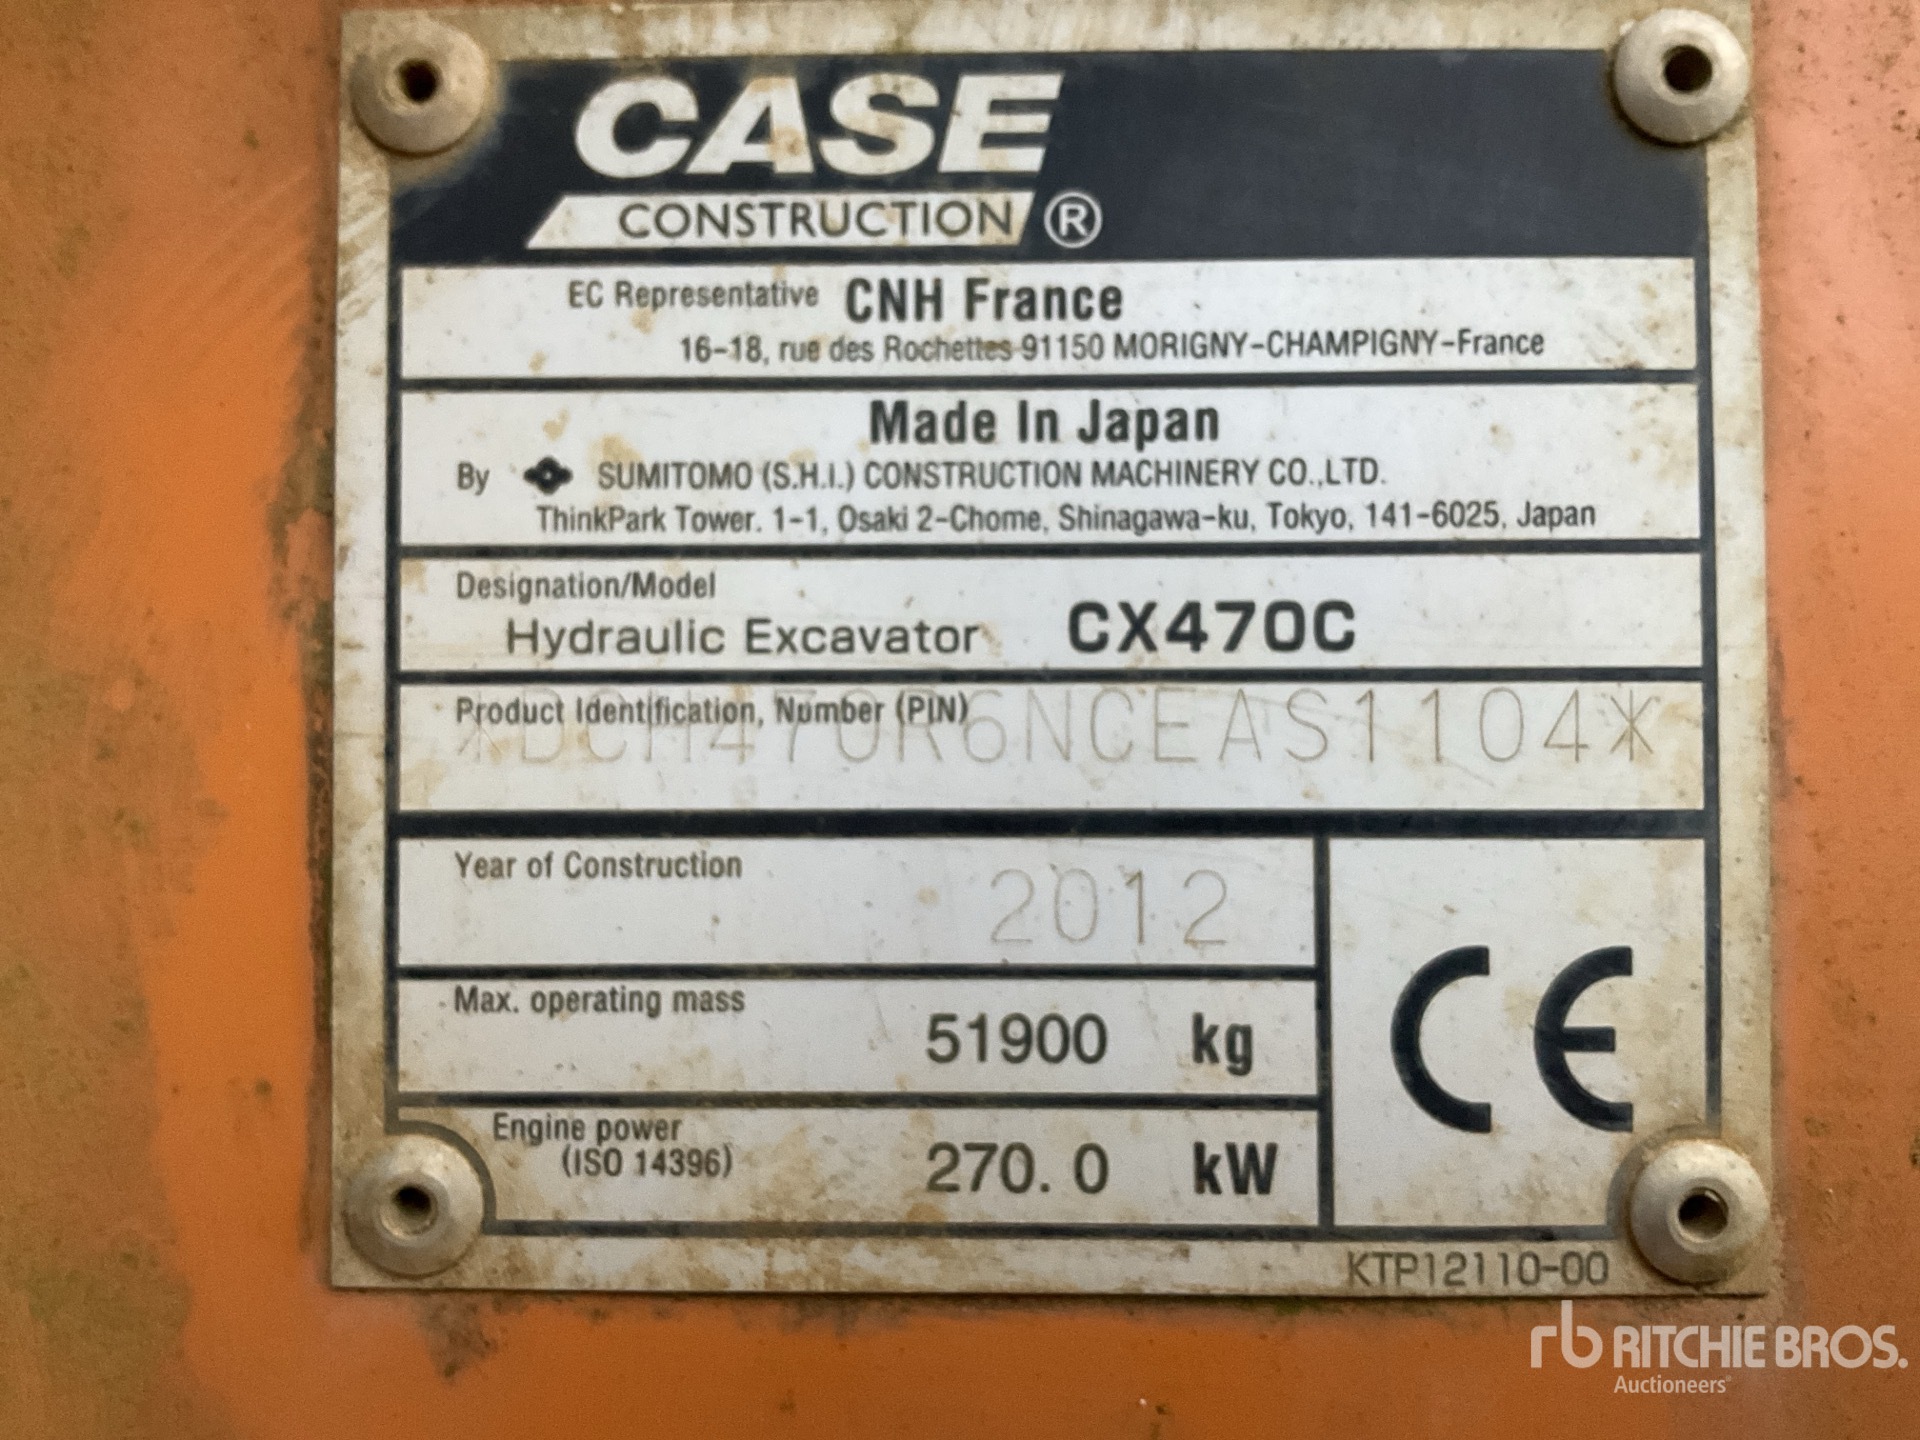 CASE
CONSTRUCTION ®
EC Representative CNH France
16-18, rue des Rochettes 91150 MORIGNY-CHAMPIGNY-France
Made In Japan
By SUMITOMO (S.H.I.) CONSTRUCTION MACHINERY CO.,LTD.
ThinkPark Tower. 1-1, Osaki 2-Chome, Shinagawa-ku, Tokyo, 141-6025, Japan
Designation/Model
Hydraulic Excavator CX470C
Product Identification, Number (PIN)
*DCH470R6NCEAS1104*
Year of Construction
2012
Max. operating mass
51900 kg
Engine power
(ISO 14396)
270. 0 kW
CE
KTP12110-00
rb RITCHIE BROS.
Auctioneers